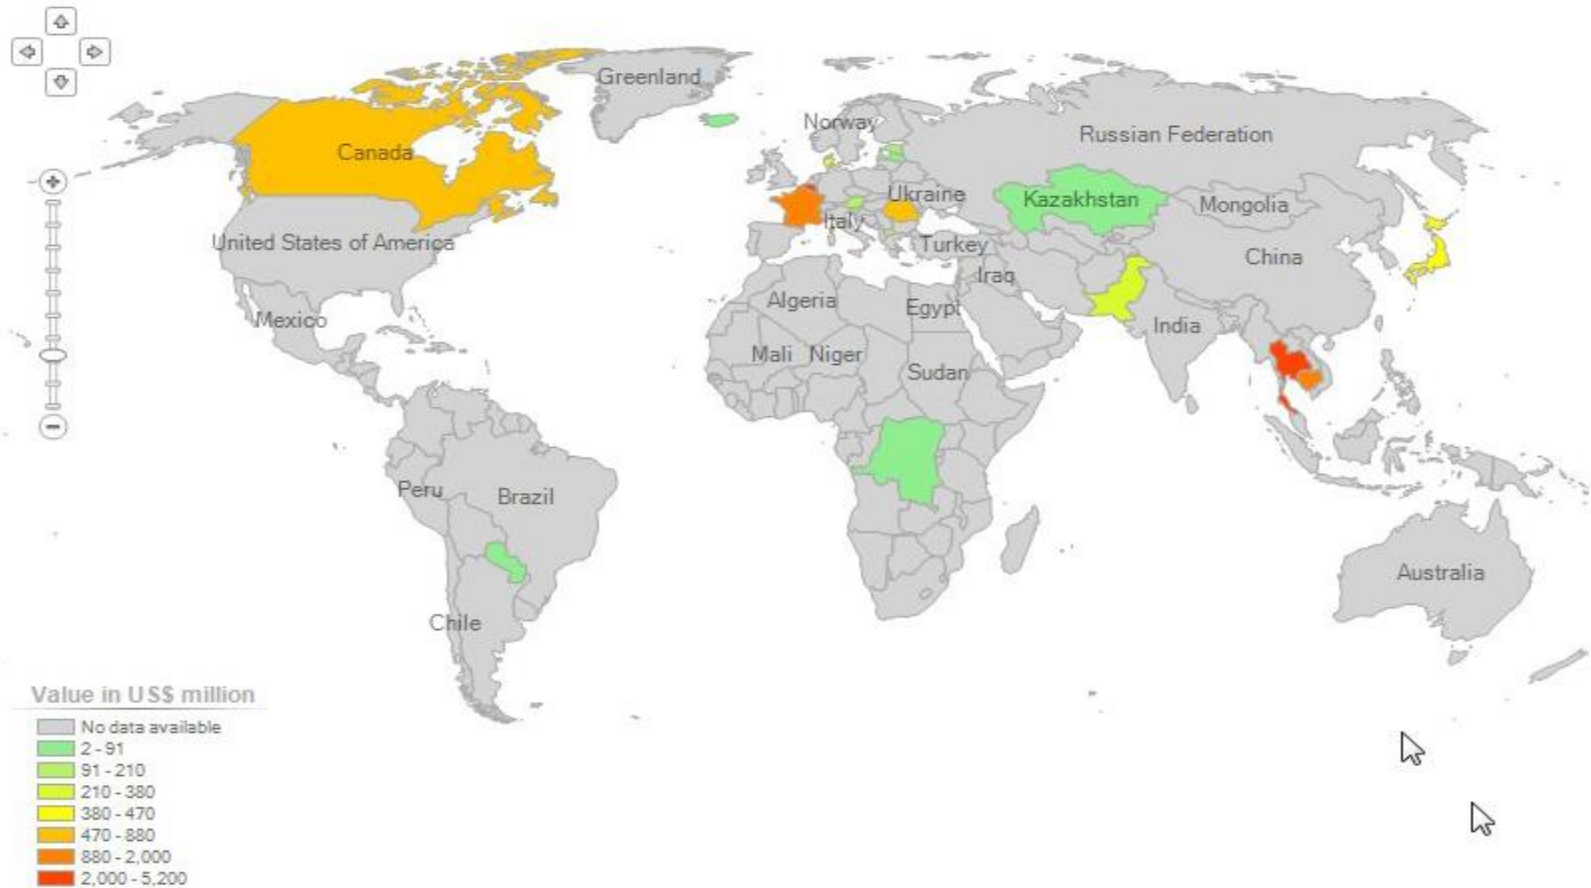 Greenland
Norway
Russian Federation
Canada
Ukraine
Kazakhstan
Mongolia
Italy
United States of America
Turkey
China
Iraq
Algeria
Egypt
Mexico
India
Mali
Niger
Sudan
Peru
Brazil
Australia
Chile
Value in US$ million
No data available
2 - 91
91 - 210
210 - 380
380 - 470
470 - 880
880 - 2,000
2,000 - 5,200